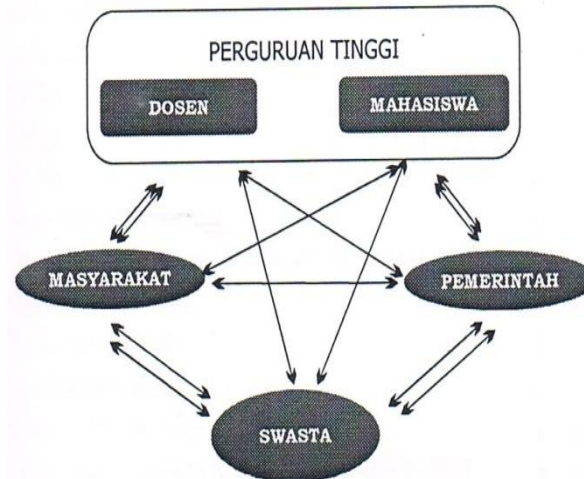 PERGURUAN TINGGI
DOSEN
MAHASISWA
MASYARAKAT
PEMERINTAH
SWASTA